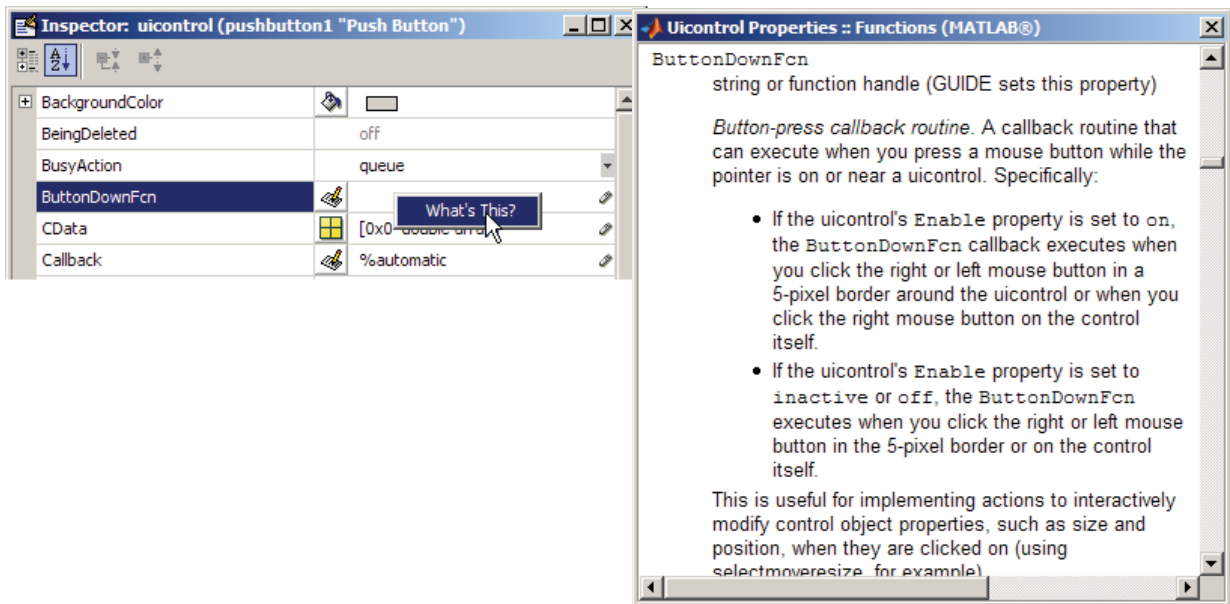 Inspector: uicontrol (pushbutton1 "Push Button")
BackgroundColor
BeingDeleted off
BusyAction queue
ButtonDownFcn
What's This?
CData [0x0 double array]
Callback %automatic
Uicontrol Properties :: Functions (MATLAB®)
ButtonDownFcn
string or function handle (GUIDE sets this property)
Button-press callback routine. A callback routine that
can execute when you press a mouse button while the
pointer is on or near a uicontrol. Specifically:
• If the uicontrol's Enable property is set to on,
the ButtonDownFcn callback executes when
you click the right or left mouse button in a
5-pixel border around the uicontrol or when you
click the right mouse button on the control
itself.
• If the uicontrol's Enable property is set to
inactive or off, the ButtonDownFcn
executes when you click the right or left mouse
button in the 5-pixel border or on the control
itself.
This is useful for implementing actions to interactively
modify control object properties, such as size and
position, when they are clicked on (using
selectmoveresize, for example)